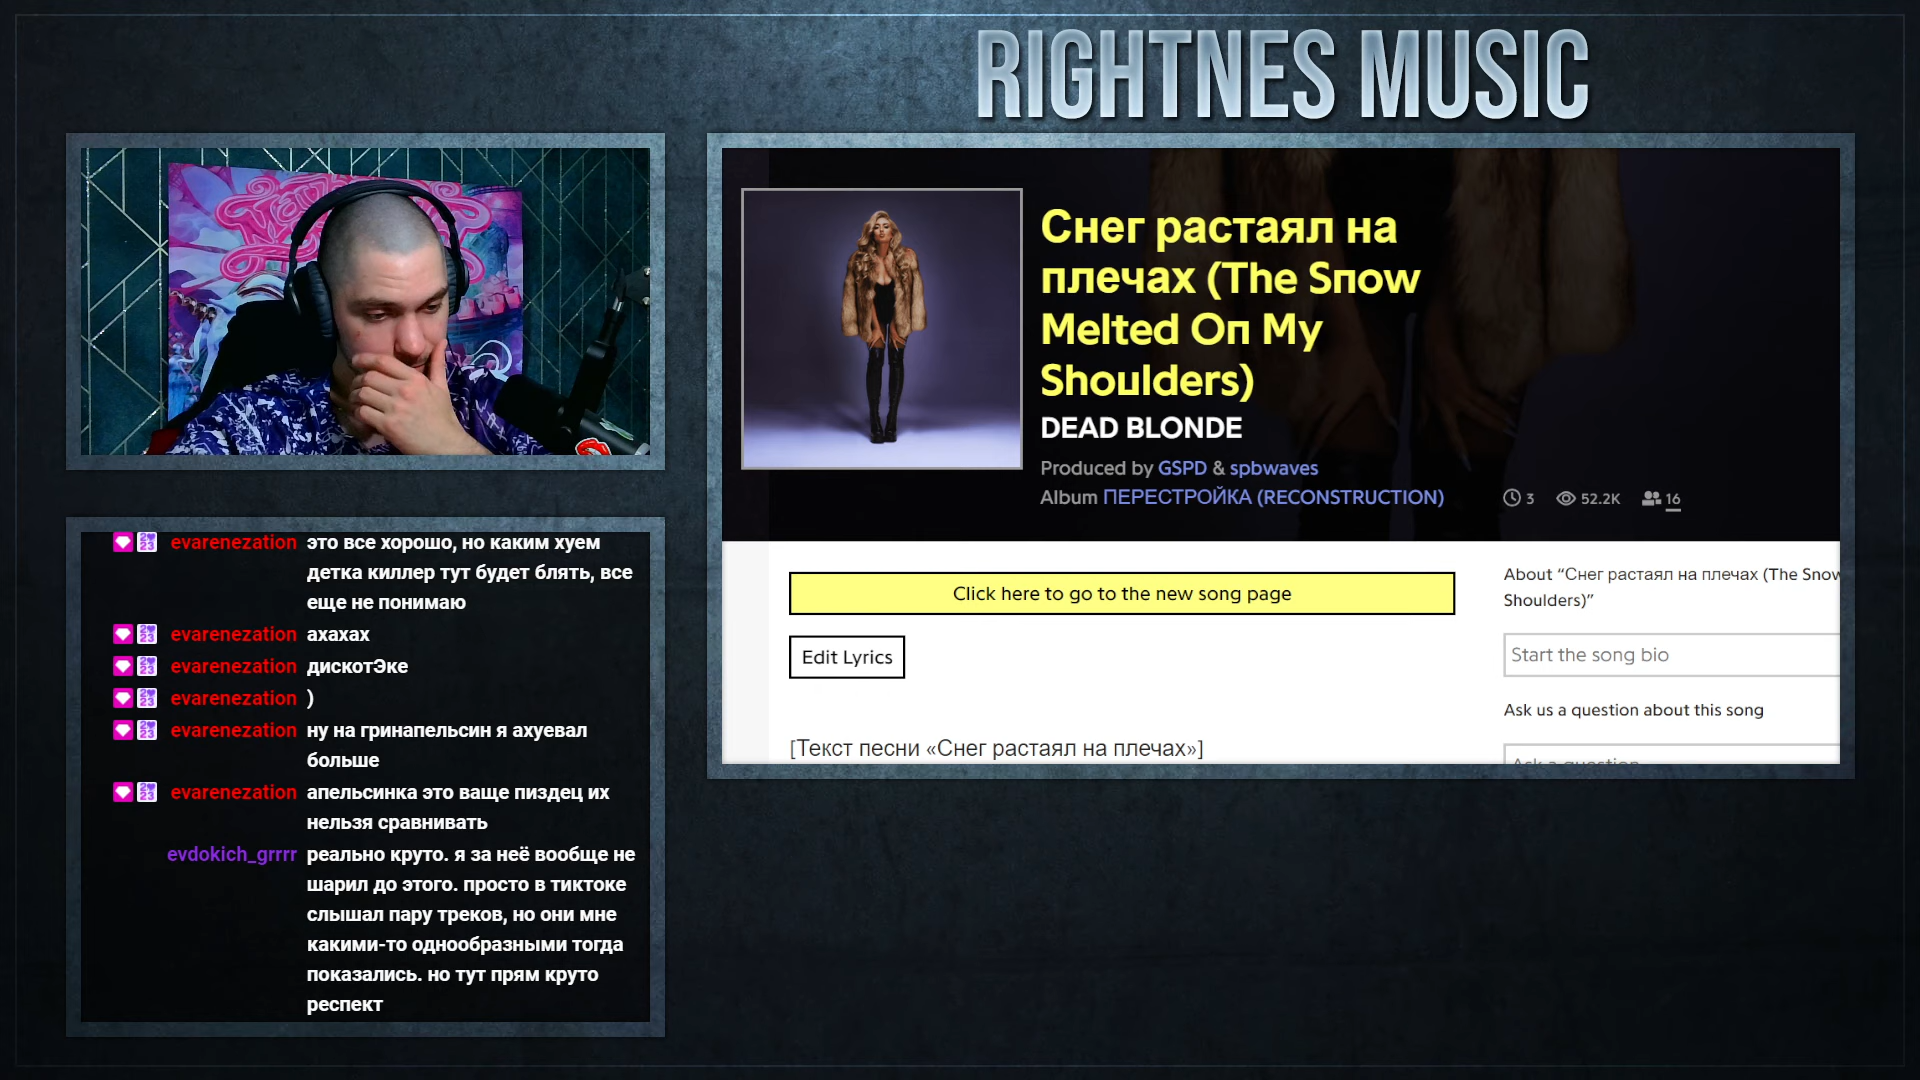 RIGHTNES MUSIC
Снег растаял на
плечах (The Sпow
Melted Oп My
Shoulders)
DEAD BLONDE
Produced by GSPD & spbwaves
Album ПЕРЕСТРОЙКА (RECONSTRUCTION)
3 52.2K 16
Click here to go to the new song page
Edit Lyrics
[Текст песни «Снег растаял на плечах»]
About “Снег растаял на плечах (The Snow
Shoulders)”
Start the song bio
Ask us a question about this song
Ask a question
evarenezation это все хорошо, но каким хуем
детка киллер тут будет блять, все
еще не понимаю
evarenezation ахахах
evarenezation дискотЭке
evarenezation )
evarenezation ну на гринапельсин я ахуевал
больше
evarenezation апельсинка это ваще пиздец их
нельзя сравнивать
evdokich_grrrr реально круто. я за неё вообще не
шарил до этого. просто в тиктоке
слышал пару треков, но они мне
какими-то однообразными тогда
показались. но тут прям круто
респект